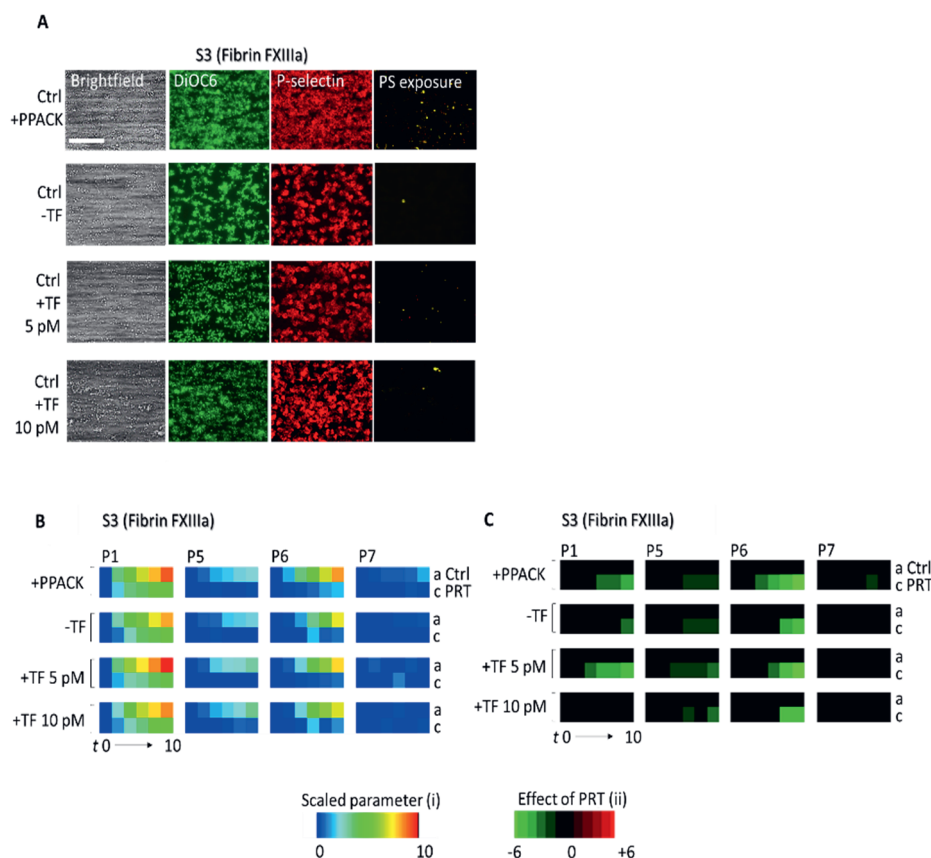 A
S3 (Fibrin FXIIIa)
Brightfield DiOC6 P-selectin PS exposure
Ctrl
+PPACK
Ctrl
-TF
Ctrl
+TF
5 pM
Ctrl
+TF
10 pM
B S3 (Fibrin FXIIIa)
P1 P5 P6 P7
+PPACK a Ctrl
c PRT
-TF a
c
+TF 5 pM a
c
+TF 10 pM a
c
t 0 10
C S3 (Fibrin FXIIIa)
P1 P5 P6 P7
+PPACK a Ctrl
c PRT
-TF a
c
+TF 5 pM a
c
+TF 10 pM a
c
t 0 10
Scaled parameter (i)
0 10
Effect of PRT (ii)
-6 0 +6